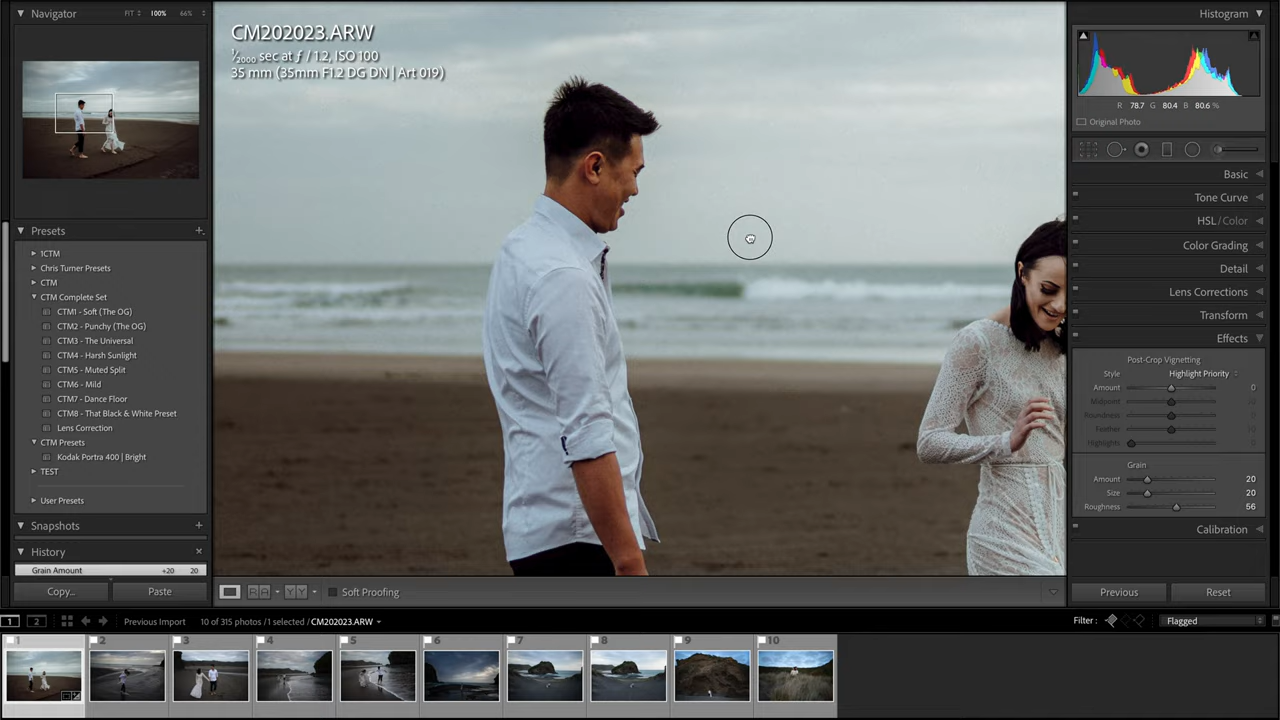 Navigator
FIT
100%
66%
Presets
1CTM
Chris Turner Presets
CTM
CTM Complete Set
CTM1 - Soft (The OG)
CTM2 - Punchy (The OG)
CTM3 - The Universal
CTM4 - Harsh Sunlight
CTM5 - Muted Split
CTM6 - Mild
CTM7 - Dance Floor
CTM8 - That Black & White Preset
Lens Correction
CTM Presets
Kodak Portra 400 | Bright
TEST
User Presets
Snapshots
History
Grain Amount +20 20
Copy...
Paste
CM202023.ARW
1/2000 sec at ƒ / 1.2, ISO 100
35 mm (35mm F1.2 DG DN | Art 019)
Soft Proofing
Histogram
R 78.7 G 80.4 B 80.6 %
Original Photo
Basic
Tone Curve
HSL / Color
Color Grading
Detail
Lens Corrections
Transform
Effects
Post-Crop Vignetting
Style Highlight Priority
Amount 0
Midpoint
Roundness
Feather
Highlights
Grain
Amount 20
Size 20
Roughness 56
Calibration
Previous
Reset
1 2 Previous Import 10 of 315 photos / 1 selected / CM202023.ARW
Filter: Flagged
1 2 3 4 5 6 7 8 9 10